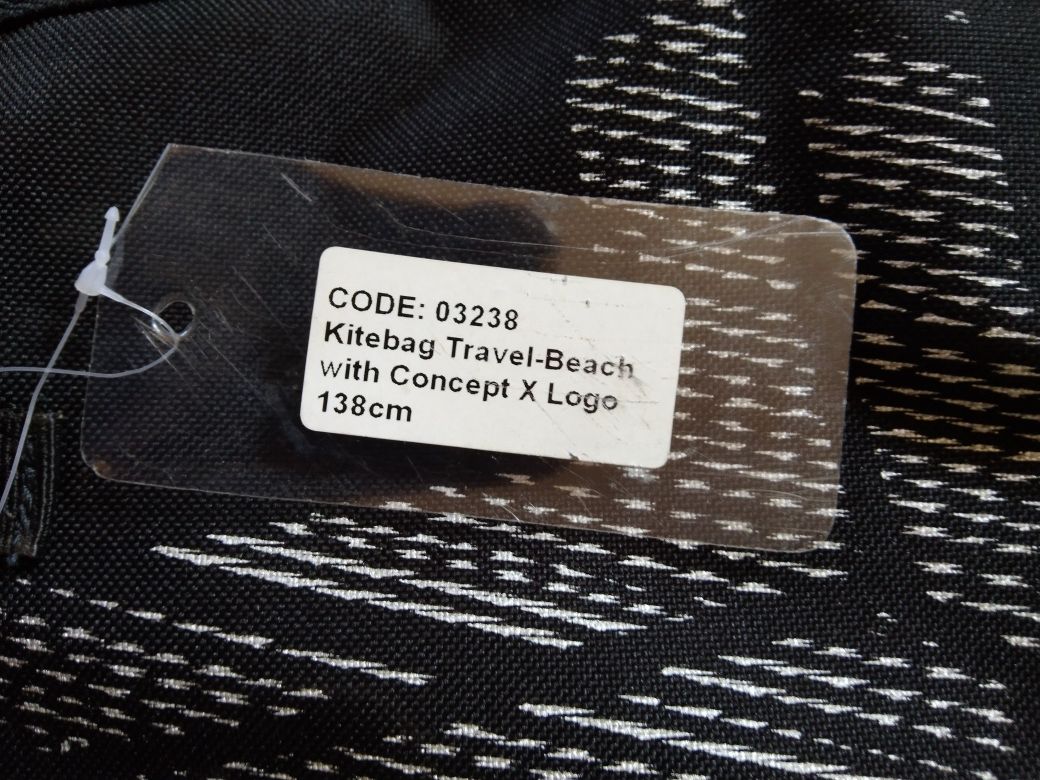 CODE: 03238
Kitebag Travel-Beach
with Concept X Logo
138cm